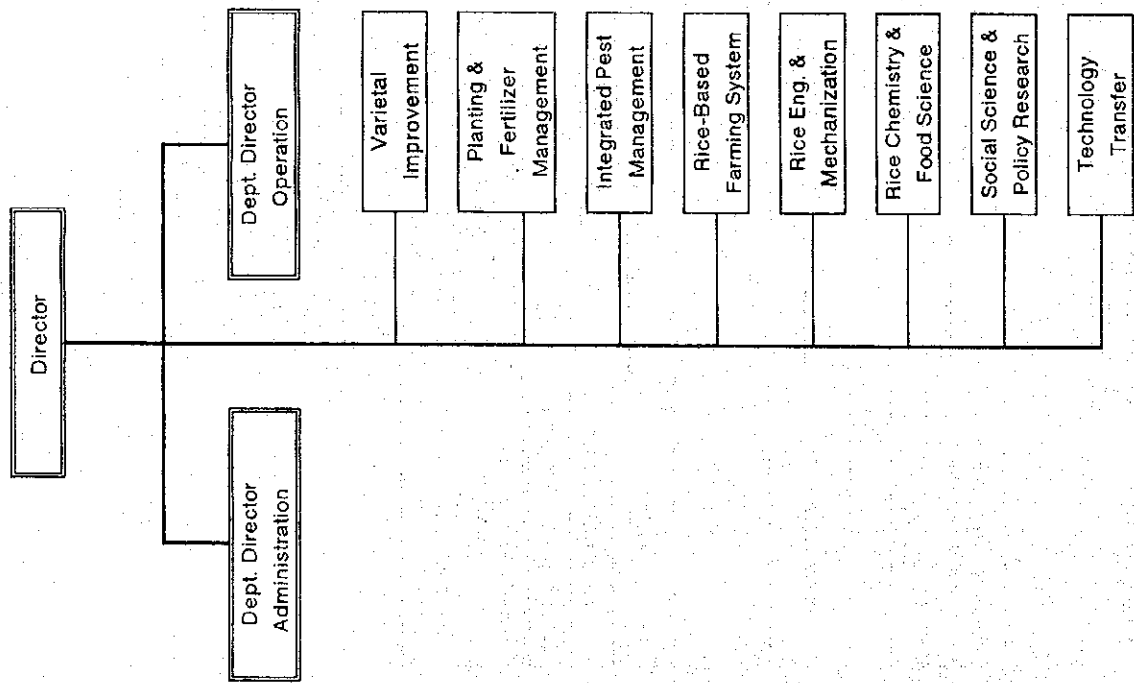 Director
Dept. Director
Administration
Dept. Director
Operation
Varietal
Improvement
Planting &
Fertilizer
Management
Integrated Pest
Management
Rice-Based
Farming System
Rice Eng. &
Mechanization
Rice Chemistry &
Food Science
Social Science &
Policy Research
Technology
Transfer